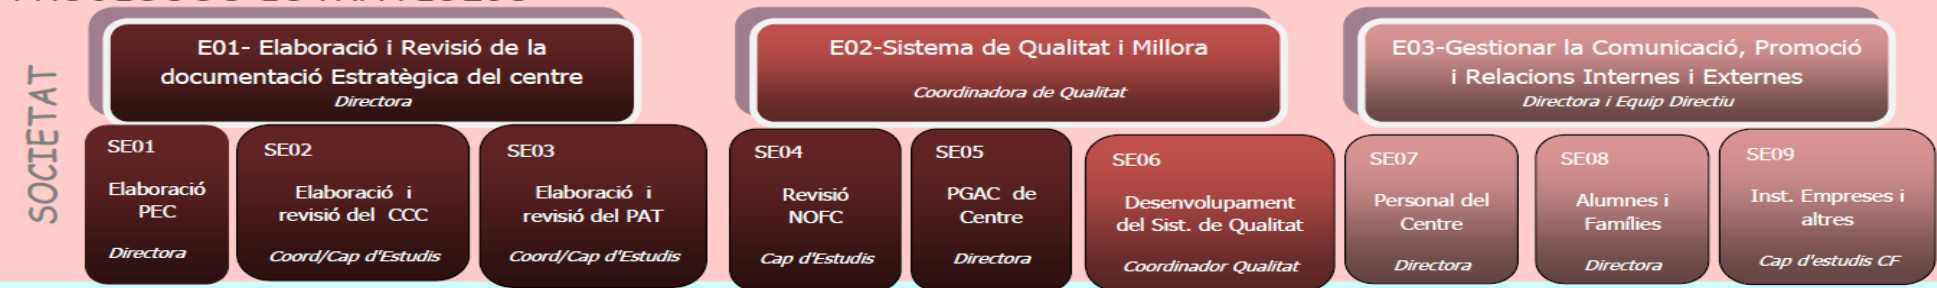 SOCIETAT
E01- Elaboració i Revisió de la
documentació Estratègica del centre
Directora
E02-Sistema de Qualitat i Millora
Coordinadora de Qualitat
E03-Gestionar la Comunicació, Promoció
i Relacions Internes i Externes
Directora i Equip Directiu
SE01
Elaboració
PEC
Directora
SE02
Elaboració i
revisió del CCC
Coord/Cap d'Estudis
SE03
Elaboració i
revisió del PAT
Coord/Cap d'Estudis
SE04
Revisió
NOFC
Cap d'Estudis
SE05
PGAC de
Centre
Directora
SE06
Desenvolupament
del Sist. de Qualitat
Coordinador Qualitat
SE07
Personal del
Centre
Directora
SE08
Alumnes i
Famílies
Directora
SE09
Inst. Empreses i
altres
Cap d'estudis CF